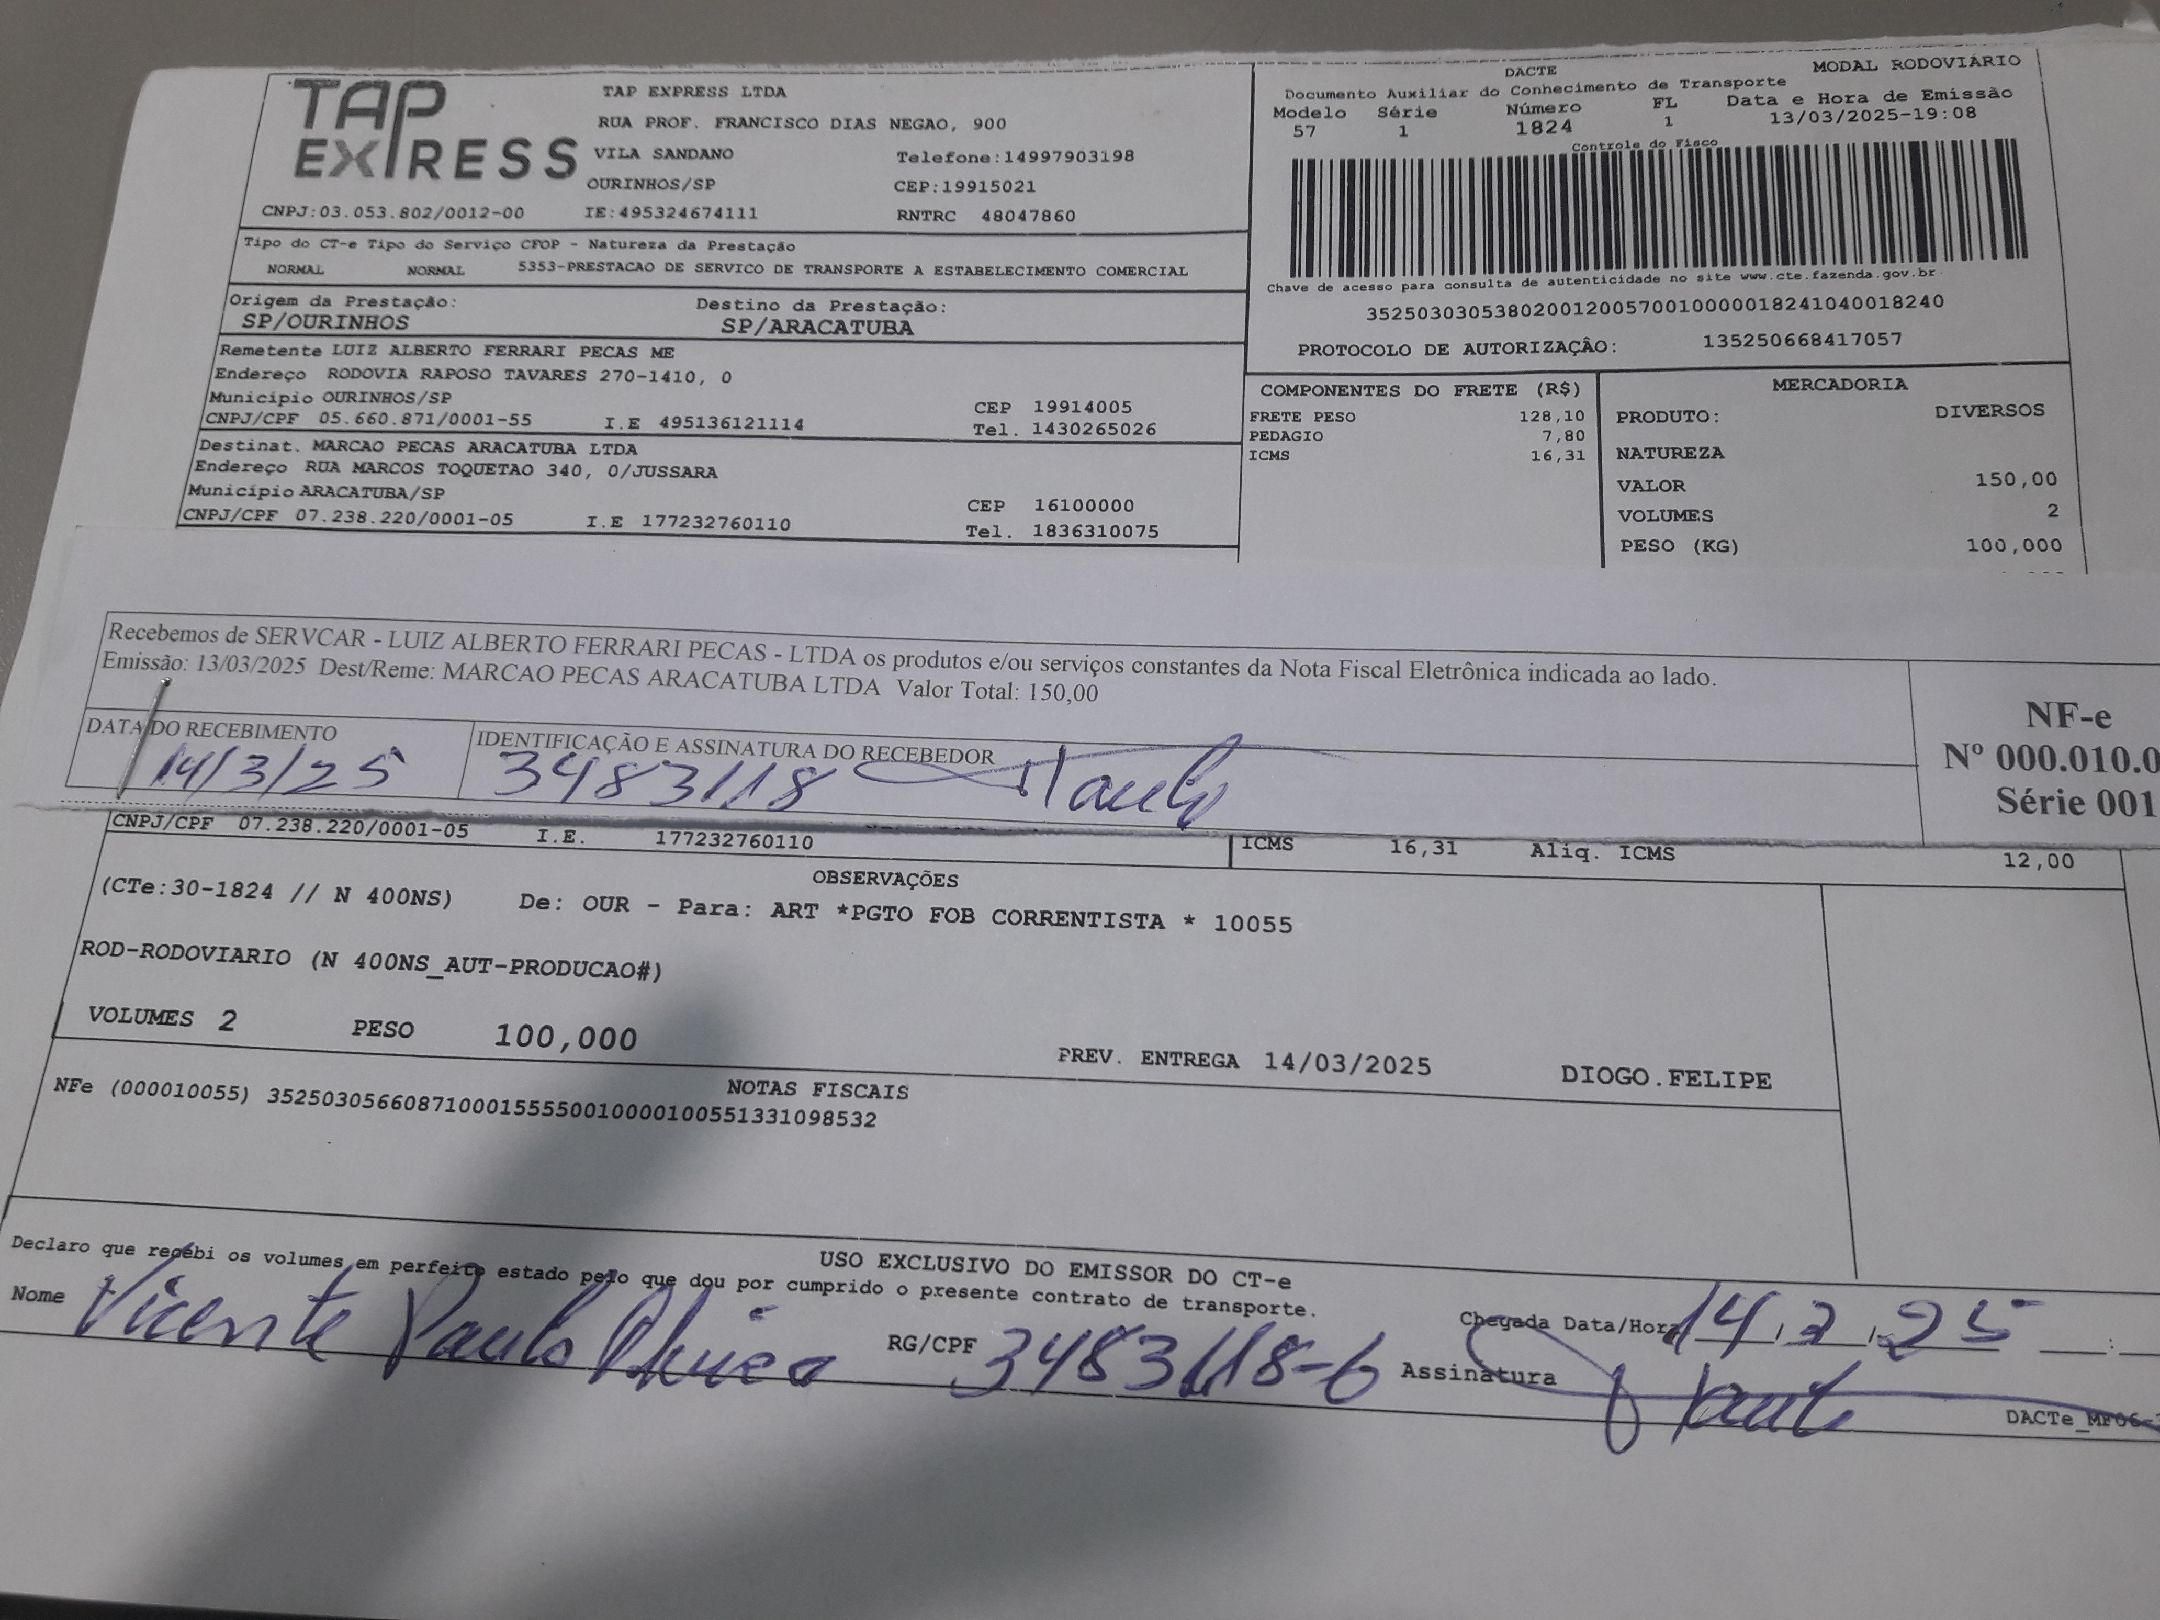 TAP EXPRESS
TAP EXPRESS LTDA
RUA PROF. FRANCISCO DIAS NEGAO, 900
VILA SANDANO Telefone:14997903198
OURINHOS/SP CEP:19915021
CNPJ:03.053.802/0012-00 IE:495324674111 RNTRC 48047860
DACTE MODAL RODOVIÁRIO
Documento Auxiliar do Conhecimento de Transporte
Modelo Série Número FL Data e Hora de Emissão
57 1 1824 1 13/03/2025-19:08
Controle do Fisco
Chave de acesso para consulta de autenticidade no site www.cte.fazenda.gov.br
35250303053802001200570010000018241040018240
PROTOCOLO DE AUTORIZAÇÃO: 135250668417057
Tipo do CT-e Tipo do Serviço CFOP - Natureza da Prestação
NORMAL NORMAL 5353-PRESTACAO DE SERVICO DE TRANSPORTE A ESTABELECIMENTO COMERCIAL
Origem da Prestação: Destino da Prestação:
SP/OURINHOS SP/ARACATUBA
Remetente LUIZ ALBERTO FERRARI PECAS ME
Endereço RODOVIA RAPOSO TAVARES 270-1410, 0
Município OURINHOS/SP CEP 19914005
CNPJ/CPF 05.660.871/0001-55 I.E 495136121114 Tel. 1430265026
Destinat. MARCAO PECAS ARACATUBA LTDA
Endereço RUA MARCOS TOQUETAO 340, 0/JUSSARA
Município ARACATUBA/SP CEP 16100000
CNPJ/CPF 07.238.220/0001-05 I.E 177232760110 Tel. 1836310075
COMPONENTES DO FRETE (R$)
FRETE PESO 128,10
PEDAGIO 7,80
ICMS 16,31
MERCADORIA
PRODUTO: DIVERSOS
NATUREZA
VALOR 150,00
VOLUMES 2
PESO (KG) 100,000
Recebemos de SERVCAR - LUIZ ALBERTO FERRARI PECAS - LTDA os produtos e/ou serviços constantes da Nota Fiscal Eletrônica indicada ao lado.
Emissão: 13/03/2025 Dest/Reme: MARCAO PECAS ARACATUBA LTDA Valor Total: 150,00
DATA DO RECEBIMENTO IDENTIFICAÇÃO E ASSINATURA DO RECEBEDOR
14/3/25 3483118 Paulo
NF-e
Nº 000.010.0
Série 001
CNPJ/CPF 07.238.220/0001-05 I.E. 177232760110 ICMS 16,31 Aliq. ICMS 12,00
OBSERVAÇÕES
(CTe:30-1824 // N 400NS) De: OUR - Para: ART *PGTO FOB CORRENTISTA * 10055
ROD-RODOVIARIO (N 400NS_AUT-PRODUCAO#)
VOLUMES 2 PESO 100,000 PREV. ENTREGA 14/03/2025 DIOGO.FELIPE
NOTAS FISCAIS
NFe (000010055) 35250305660871000155550010000100551331098532
USO EXCLUSIVO DO EMISSOR DO CT-e
Declaro que recebi os volumes em perfeito estado pelo que dou por cumprido o presente contrato de transporte.
Nome Vicente Paulo RG/CPF 3483118-6 Chegada Data/Hora 14/3/25 :
Assinatura Paulo